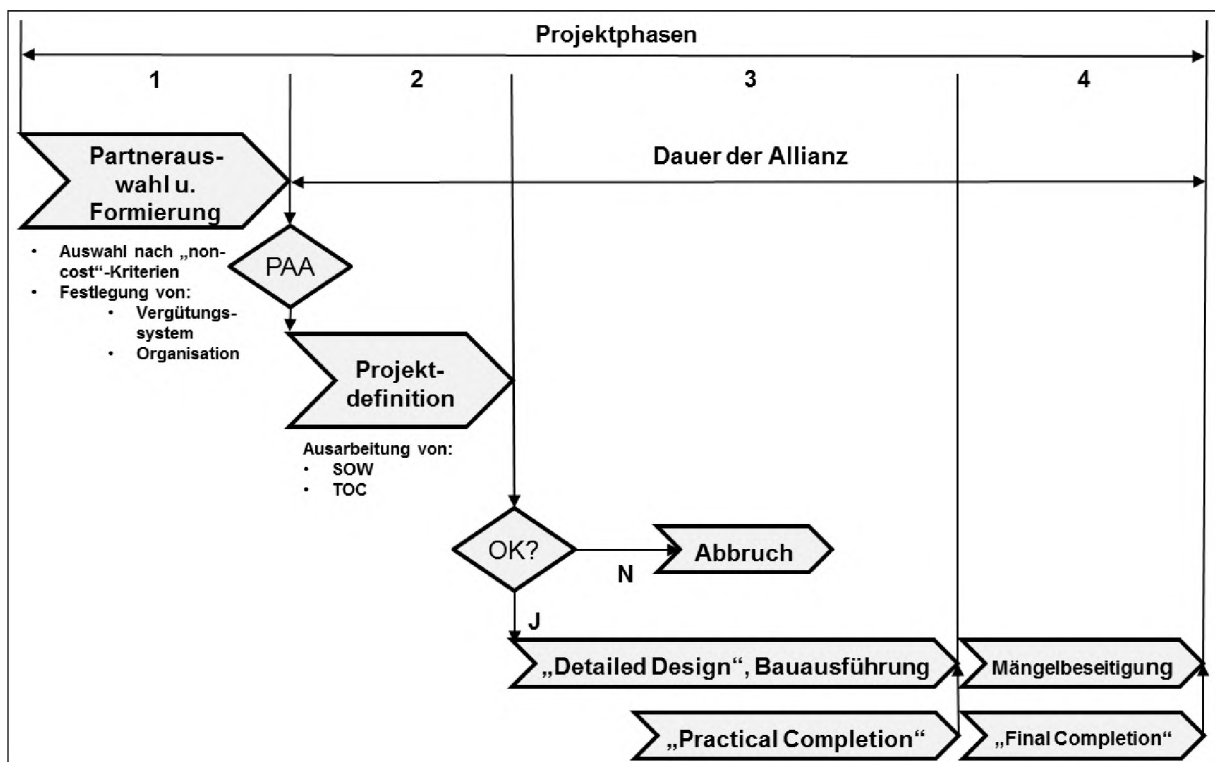 Projektphasen
1
2
3
4
Partneraus-
wahl u.
Formierung
Dauer der Allianz
• Auswahl nach „non-
cost“-Kriterien
• Festlegung von:
• Vergütungs-
system
• Organisation
PAA
Projekt-
definition
Ausarbeitung von:
• SOW
• TOC
OK?
N
Abbruch
J
„Detailed Design“, Bauausführung
Mängelbeseitigung
„Practical Completion“
„Final Completion“